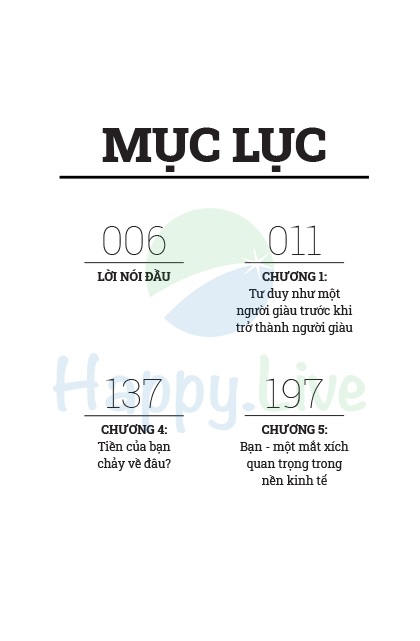 MỤC LỤC
006
LỜI NÓI ĐẦU
011
CHƯƠNG 1:
Tư duy như một
người giàu trước khi
trở thành người giàu
137
CHƯƠNG 4:
Tiền của bạn
chảy về đâu?
197
CHƯƠNG 5:
Bạn - một mắt xích
quan trọng trong
nền kinh tế
Happy.Live